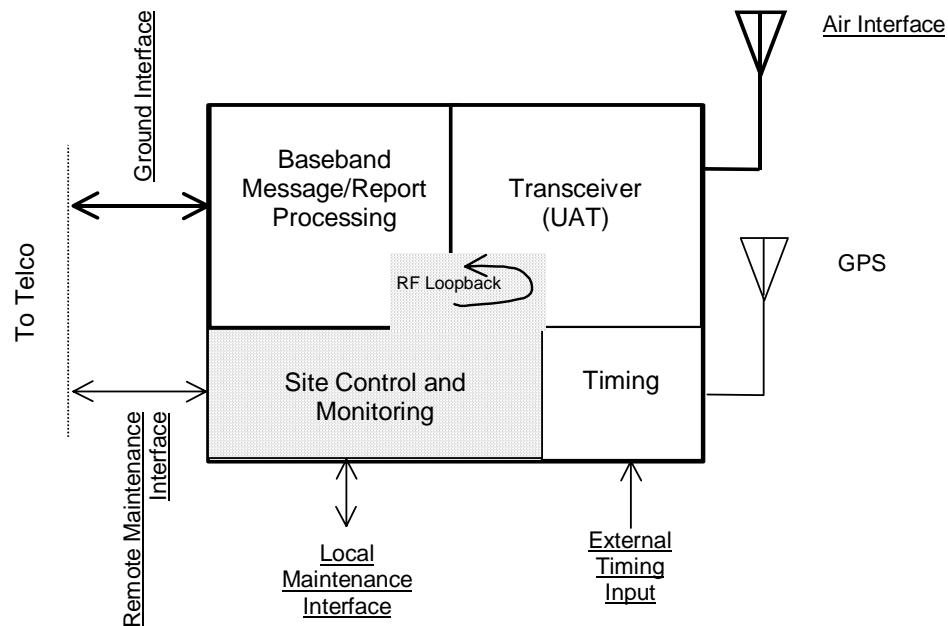 Air Interface
Ground Interface
Baseband
Message/Report
Processing
Transceiver
(UAT)
RF Loopback
GPS
To Telco
Site Control and
Monitoring
Timing
Remote Maintenance
Interface
Local
Maintenance
Interface
External
Timing
Input